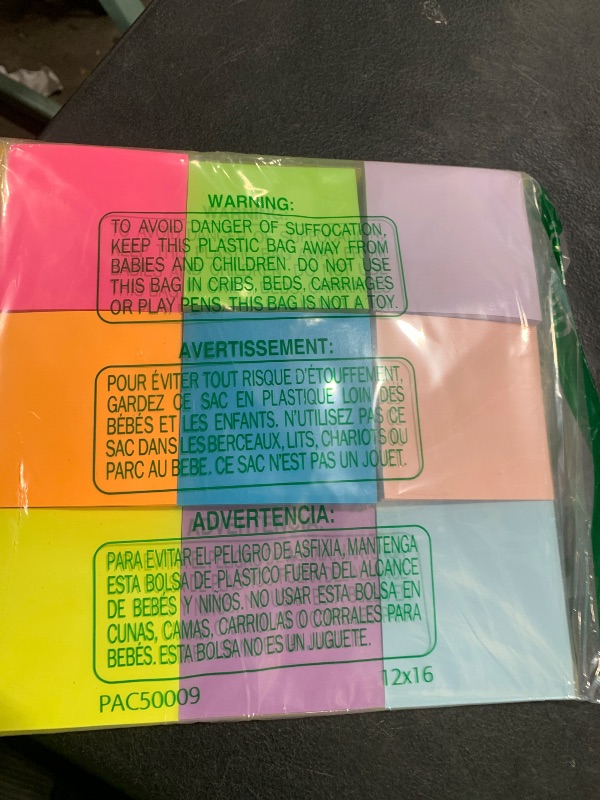 WARNING:
TO AVOID DANGER OF SUFFOCATION,
KEEP THIS PLASTIC BAG AWAY FROM
BABIES AND CHILDREN. DO NOT USE
THIS BAG IN CRIBS, BEDS, CARRIAGES
OR PLAY PENS. THIS BAG IS NOT A TOY.
AVERTISSEMENT:
POUR ÉVITER TOUT RISQUE D'ÉTOUFFEMENT,
GARDEZ CE SAC EN PLASTIQUE LOIN DES
BÉBÉS ET LES ENFANTS. N'UTILISEZ PAS CE
SAC DANS LES BERCEAUX, LITS, CHARIOTS OU
PARC AU BEBE. CE SAC N'EST PAS UN JOUET.
ADVERTENCIA:
PARA EVITAR EL PELIGRO DE ASFIXIA, MANTENGA
ESTA BOLSA DE PLÁSTICO FUERA DEL ALCANCE
DE BEBÉS Y NIÑOS. NO USAR ESTA BOLSA EN
CUNAS, CAMAS, CARRIOLAS O CORRALES PARA
BEBÉS. ESTA BOLSA NO ES UN JUGUETE.
PAC50009
12x16